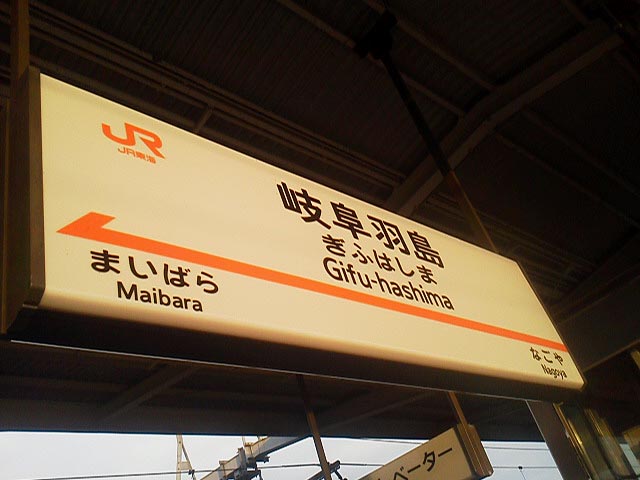 JR
JR東海
岐阜羽島
ぎふはしま
Gifu-hashima
まいばら
Maibara
なごや
Nagoya
ベーター